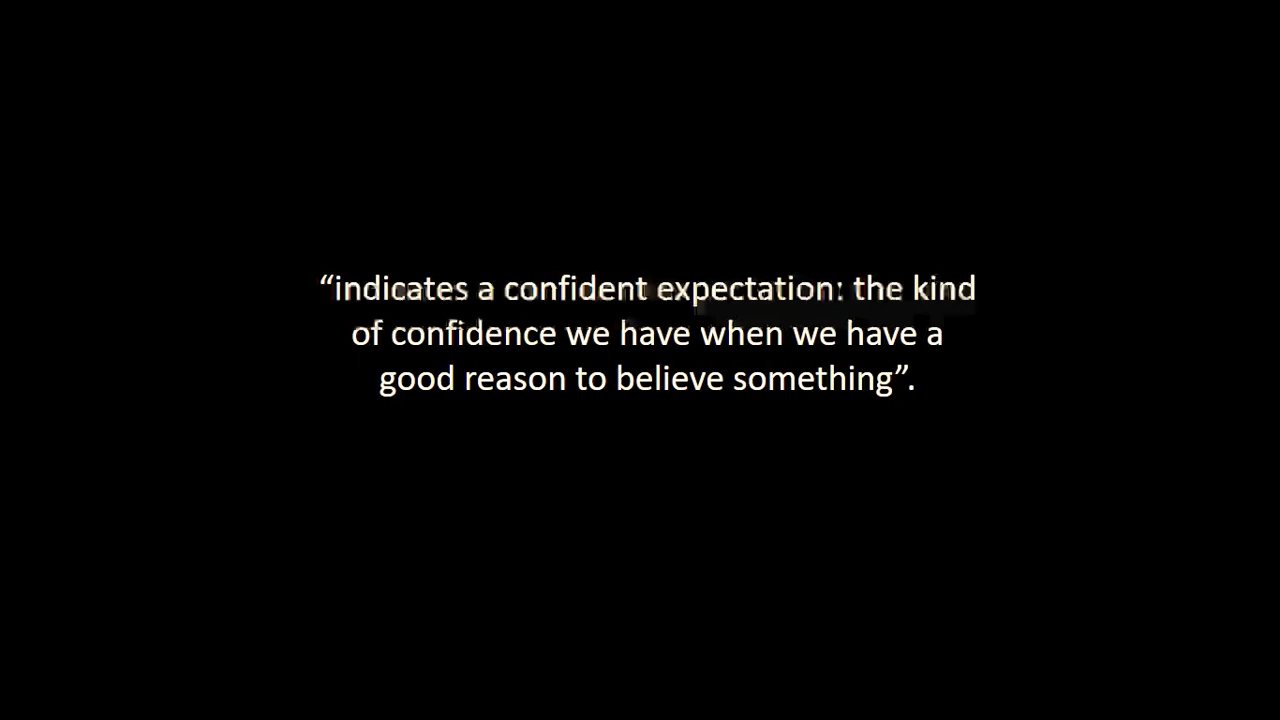 “indicates a confident expectation: the kind
of confidence we have when we have a
good reason to believe something”.